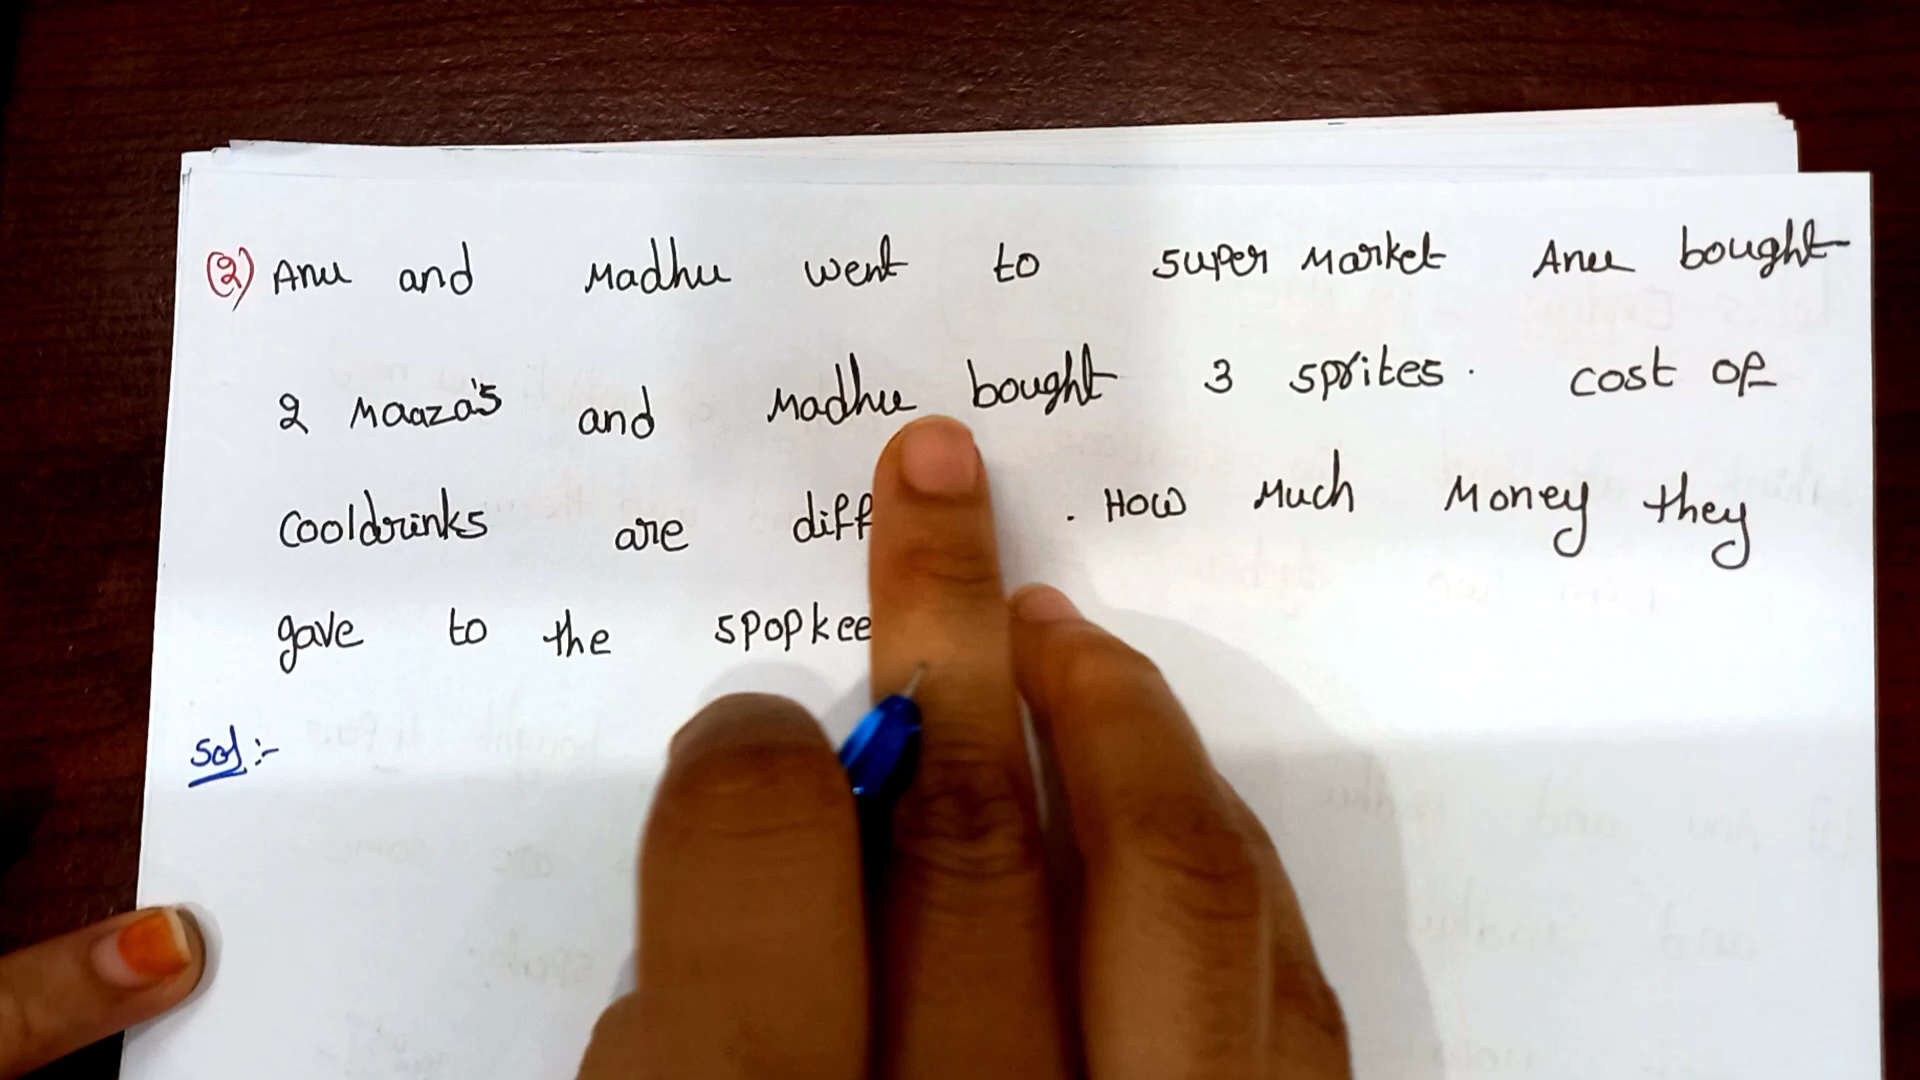 (2) Anu and Madhu went to super market Anu bought
2 Maaza's and Madhu bought 3 sprites. cost of
cooldrinks are diff . How Much Money they
gave to the spopkee
Sol :-